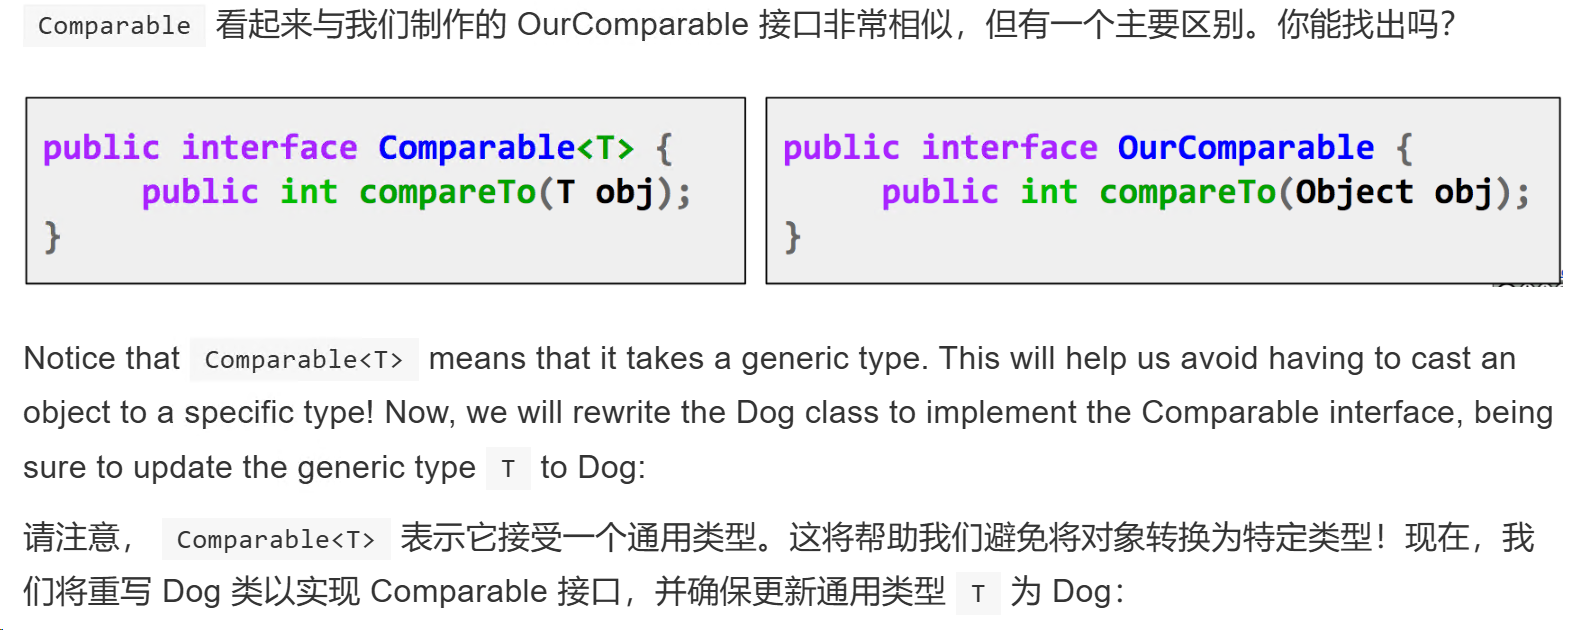 Comparable 看起来与我们制作的 OurComparable 接口非常相似，但有一个主要区别。你能找出吗？
public interface Comparable<T> {
public int compareTo(T obj);
}
public interface OurComparable {
public int compareTo(Object obj);
}
Notice that Comparable<T> means that it takes a generic type. This will help us avoid having to cast an
object to a specific type! Now, we will rewrite the Dog class to implement the Comparable interface, being
sure to update the generic type T to Dog:
请注意， Comparable<T> 表示它接受一个通用类型。这将帮助我们避免将对象转换为特定类型！现在，我
们将重写 Dog 类以实现 Comparable 接口，并确保更新通用类型 T 为 Dog：